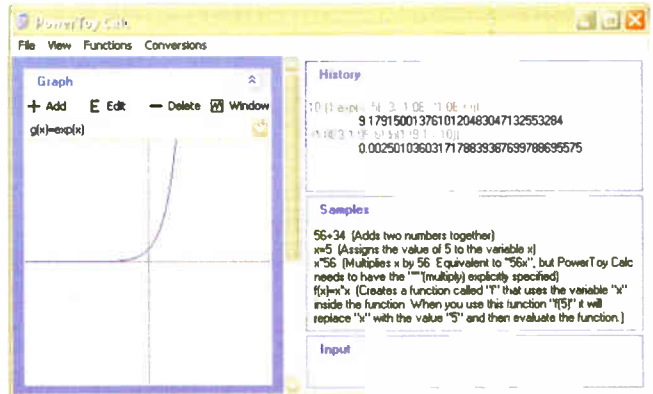 PowerToy Calc
File View Functions Conversions
Graph
Add E Edit Delete Window
g(x)=exp(x)
History
9.1791500137610120483047132553284
0.0025010360317178839387699788695575
Samples
56+34 (Adds two numbers together)
x=5 (Assigns the value of 5 to the variable x)
x*56 (Multiplies x by 56 Equivalent to "56x", but PowerToy Calc
needs to have the "*"(multiply) explicitly specified)
f(x)=x*x (Creates a function called "f" that uses the variable "x"
inside the function When you use this function "f(5)" it will
replace "x" with the value "5" and then evaluate the function.)
Input